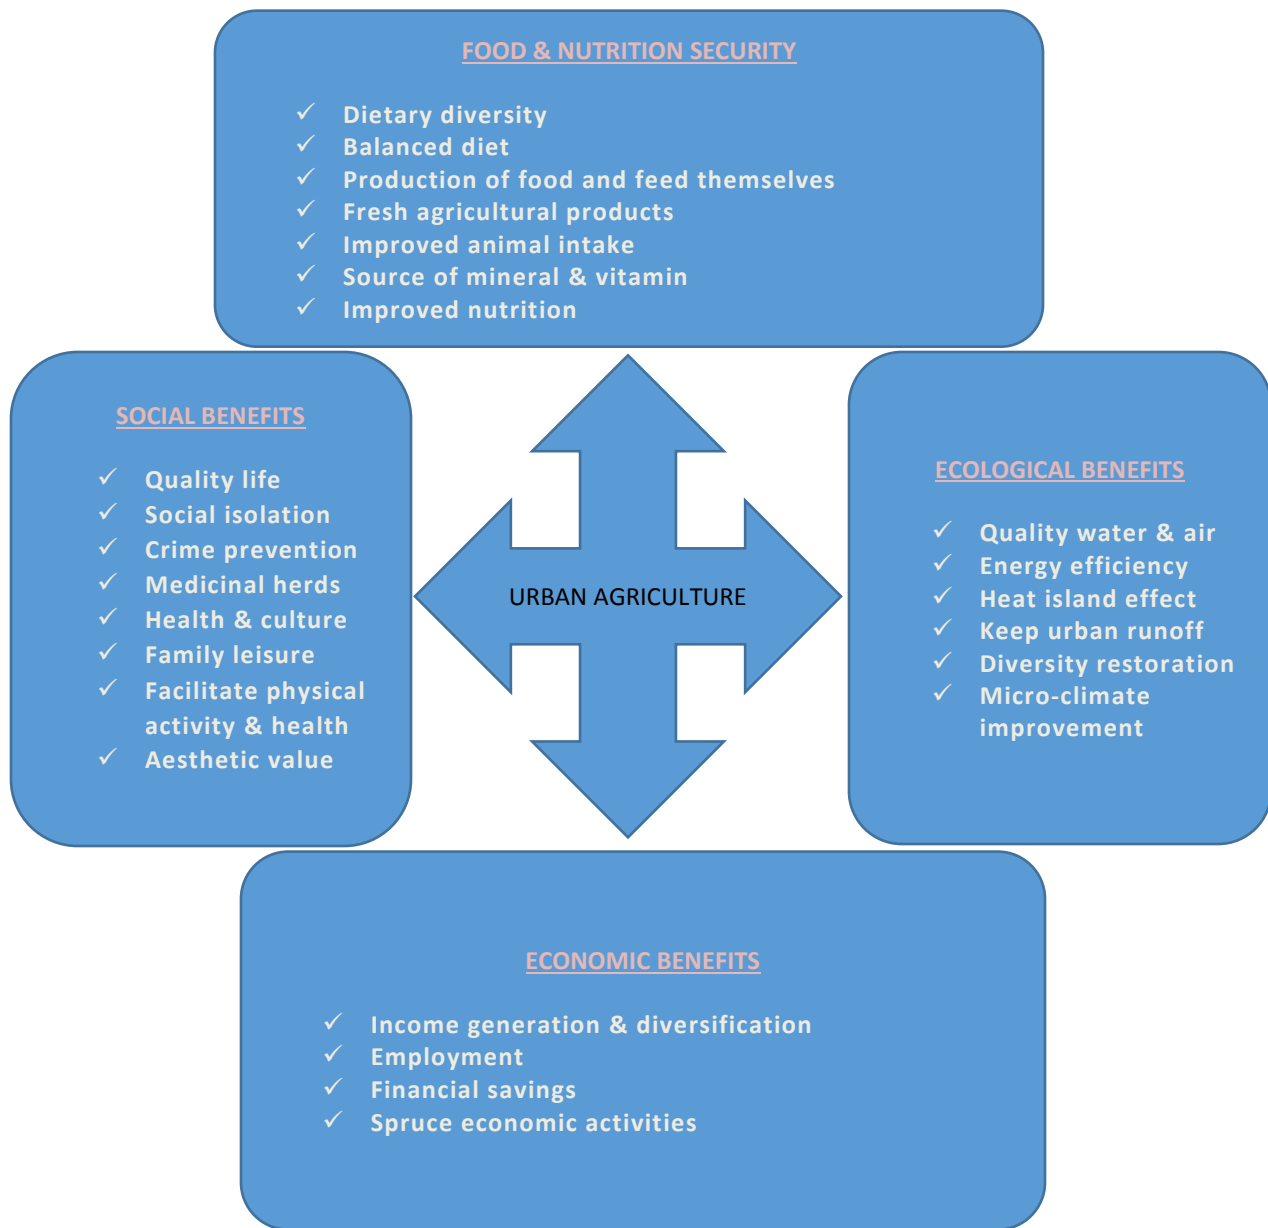 FOOD & NUTRITION SECURITY
✓ Dietary diversity
✓ Balanced diet
✓ Production of food and feed themselves
✓ Fresh agricultural products
✓ Improved animal intake
✓ Source of mineral & vitamin
✓ Improved nutrition
SOCIAL BENEFITS
✓ Quality life
✓ Social isolation
✓ Crime prevention
✓ Medicinal herds
✓ Health & culture
✓ Family leisure
✓ Facilitate physical
activity & health
✓ Aesthetic value
URBAN AGRICULTURE
ECOLOGICAL BENEFITS
✓ Quality water & air
✓ Energy efficiency
✓ Heat island effect
✓ Keep urban runoff
✓ Diversity restoration
✓ Micro-climate
improvement
ECONOMIC BENEFITS
✓ Income generation & diversification
✓ Employment
✓ Financial savings
✓ Spruce economic activities